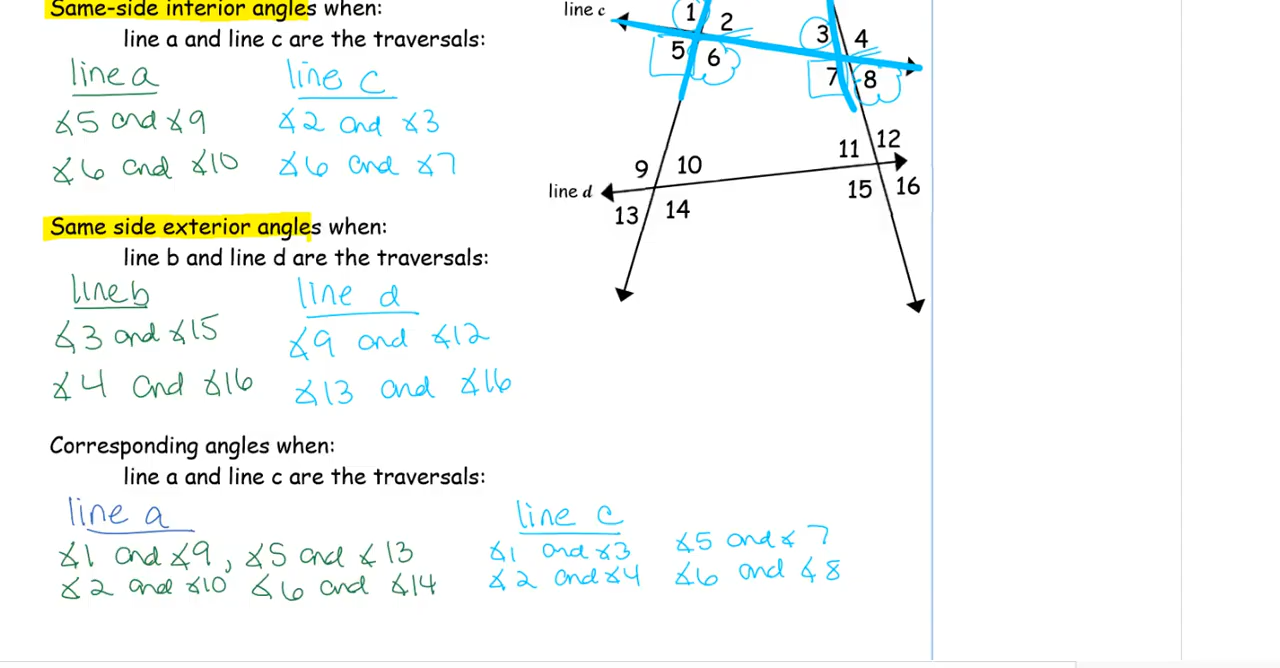 Same-side interior angles when:
line a and line c are the traversals:
line a
line c
∡5 and ∡9
∡2 and ∡3
∡6 and ∡10
∡6 and ∡7
Same side exterior angles when:
line b and line d are the traversals:
line b
line d
∡3 and ∡15
∡9 and ∡12
∡4 and ∡16
∡13 and ∡16
Corresponding angles when:
line a and line c are the traversals:
line a
∡1 and ∡9, ∡5 and ∡13
∡2 and ∡10 ∡6 and ∡14
line c
∡1 and ∡3 ∡5 and ∡7
∡2 and ∡4 ∡6 and ∡8
line c
1 2
3 4
5 6
7 8
9 10
11 12
line d
13 14
15 16